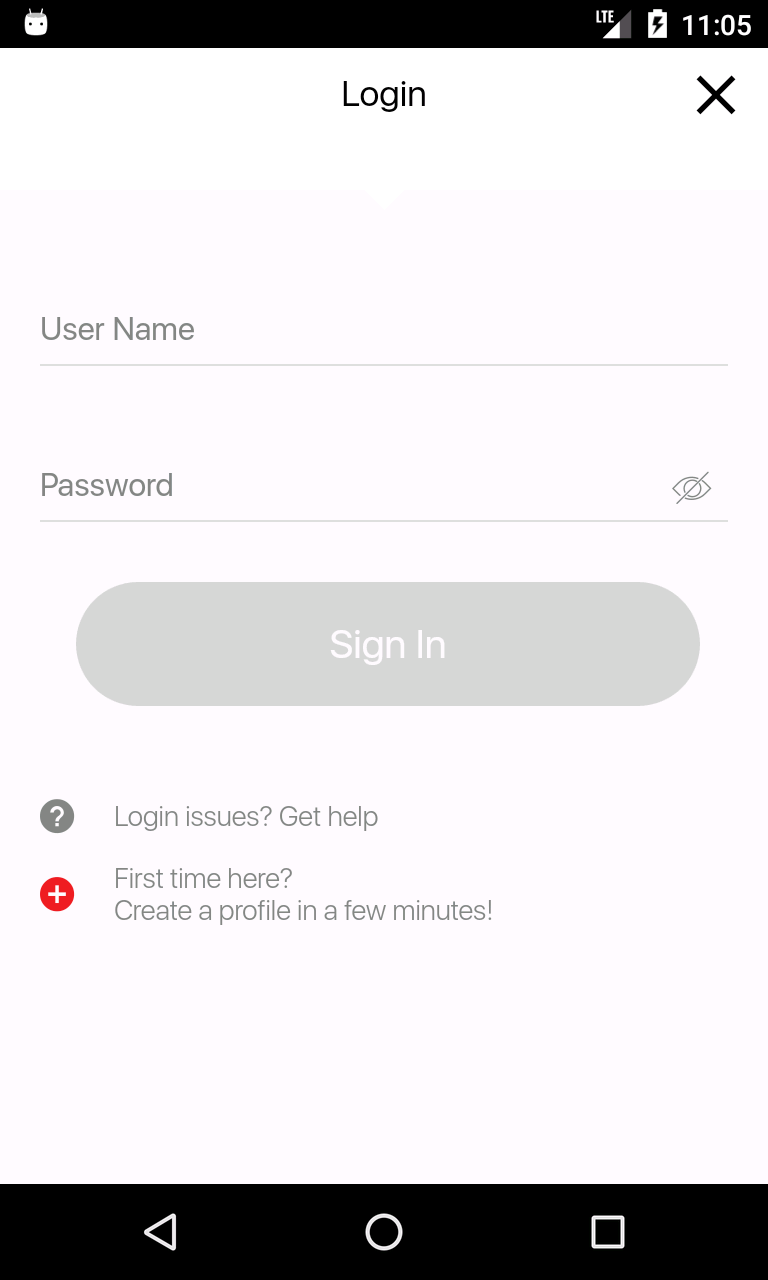 LTE 11:05
Login
User Name
Password
Sign In
Login issues? Get help
First time here?
Create a profile in a few minutes!